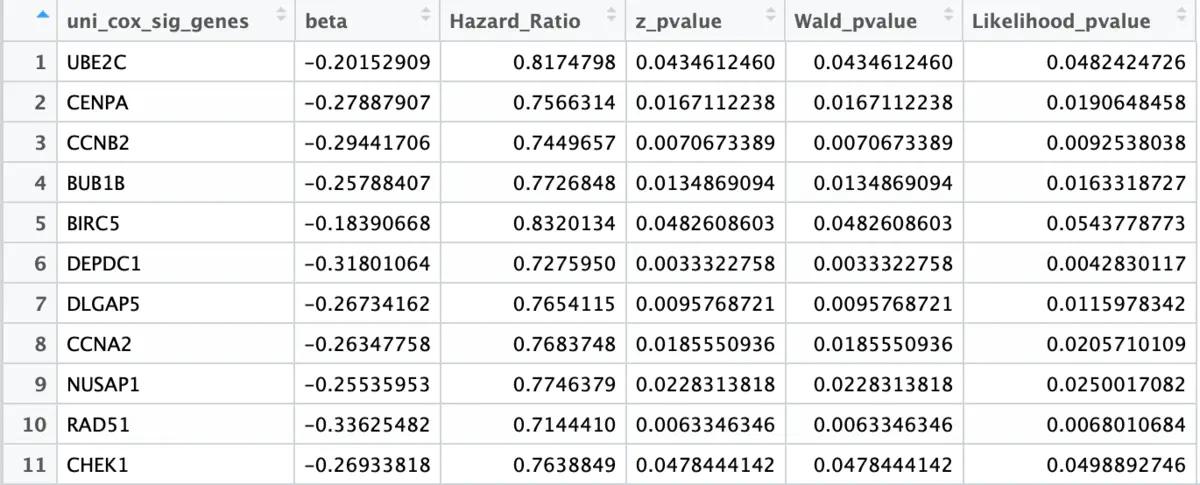 uni_cox_sig_genes beta Hazard_Ratio z_pvalue Wald_pvalue Likelihood_pvalue
1 UBE2C −0.20152909 0.8174798 0.0434612460 0.0434612460 0.0482424726
2 CENPA −0.27887907 0.7566314 0.0167112238 0.0167112238 0.0190648458
3 CCNB2 −0.29441706 0.7449657 0.0070673389 0.0070673389 0.0092538038
4 BUB1B −0.25788407 0.7726848 0.0134869094 0.0134869094 0.0163318727
5 BIRC5 −0.18390668 0.8320134 0.0482608603 0.0482608603 0.0543778773
6 DEPDC1 −0.31801064 0.7275950 0.0033322758 0.0033322758 0.0042830117
7 DLGAP5 −0.26734162 0.7654115 0.0095768721 0.0095768721 0.0115978342
8 CCNA2 −0.26347758 0.7683748 0.0185550936 0.0185550936 0.0205710109
9 NUSAP1 −0.25535953 0.7746379 0.0228313818 0.0228313818 0.0250017082
10 RAD51 −0.33625482 0.7144410 0.0063346346 0.0063346346 0.0068010684
11 CHEK1 −0.26933818 0.7638849 0.0478444142 0.0478444142 0.0498892746